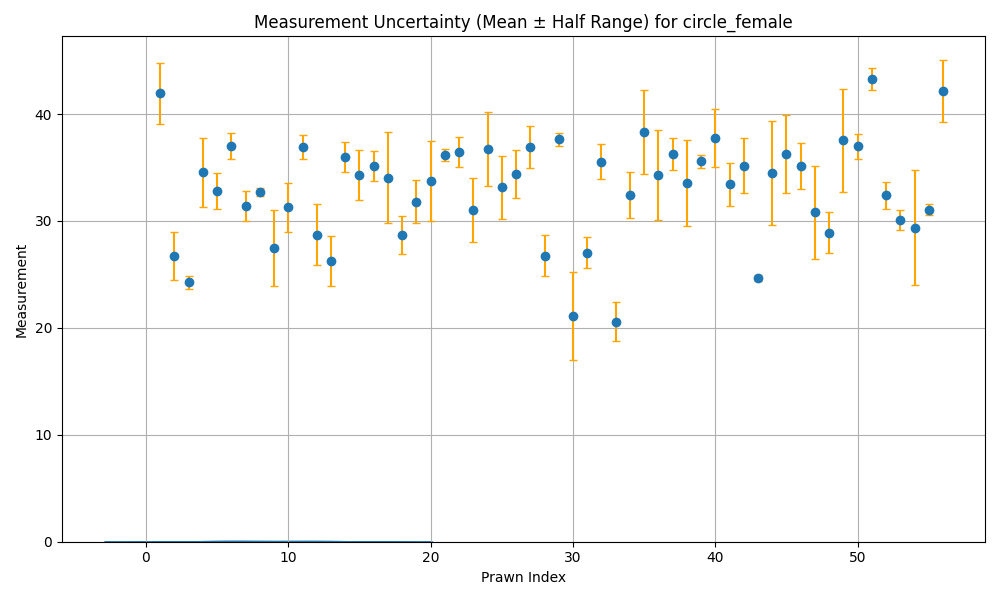 Measurement Uncertainty (Mean ± Half Range) for circle_female
Measurement
40
30
20
10
0
0 10 20 30 40 50
Prawn Index